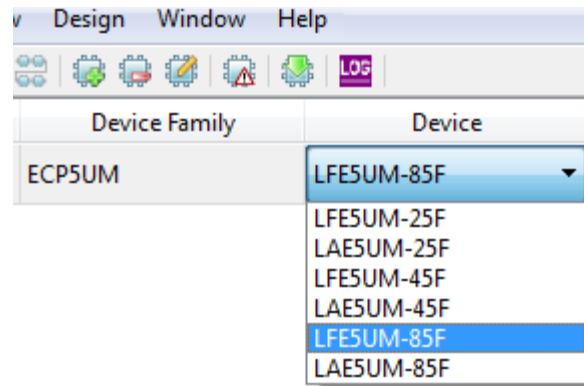 v Design Window Help
LOG
Device Family Device
ECP5UM LFE5UM-85F
LFE5UM-25F
LAE5UM-25F
LFE5UM-45F
LAE5UM-45F
LFE5UM-85F
LAE5UM-85F